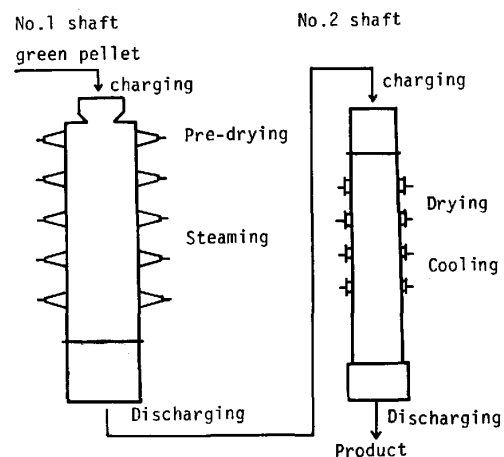 No.1 shaft
green pellet
charging
Pre-drying
Steaming
Discharging
No.2 shaft
charging
Drying
Cooling
Discharging
Product